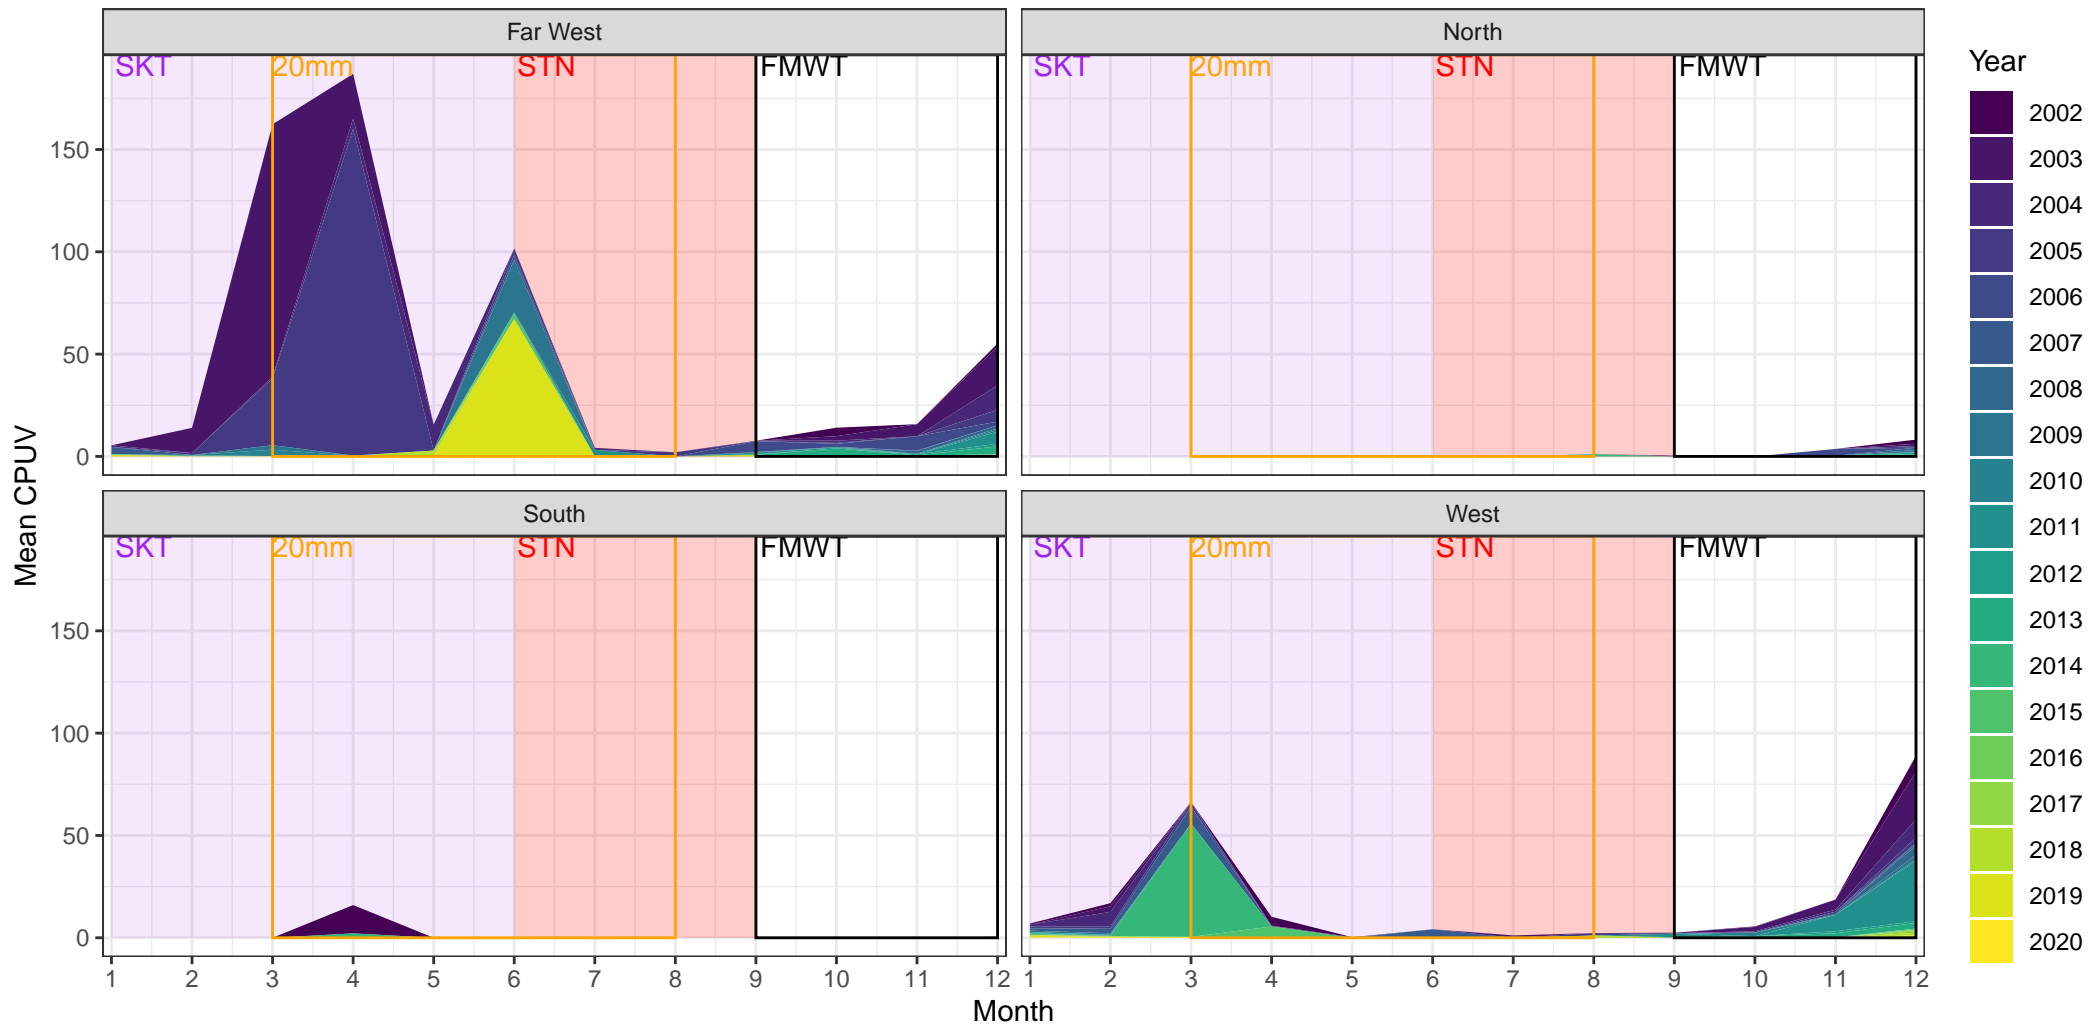 Far West
North
SKT 20mm STN FMWT
SKT 20mm STN FMWT
150
100
50
0
South
West
SKT 20mm STN FMWT
SKT 20mm STN FMWT
150
100
50
0
1 2 3 4 5 6 7 8 9 10 11 12
1 2 3 4 5 6 7 8 9 10 11 12
Month
Mean CPUV
Year
2002
2003
2004
2005
2006
2007
2008
2009
2010
2011
2012
2013
2014
2015
2016
2017
2018
2019
2020